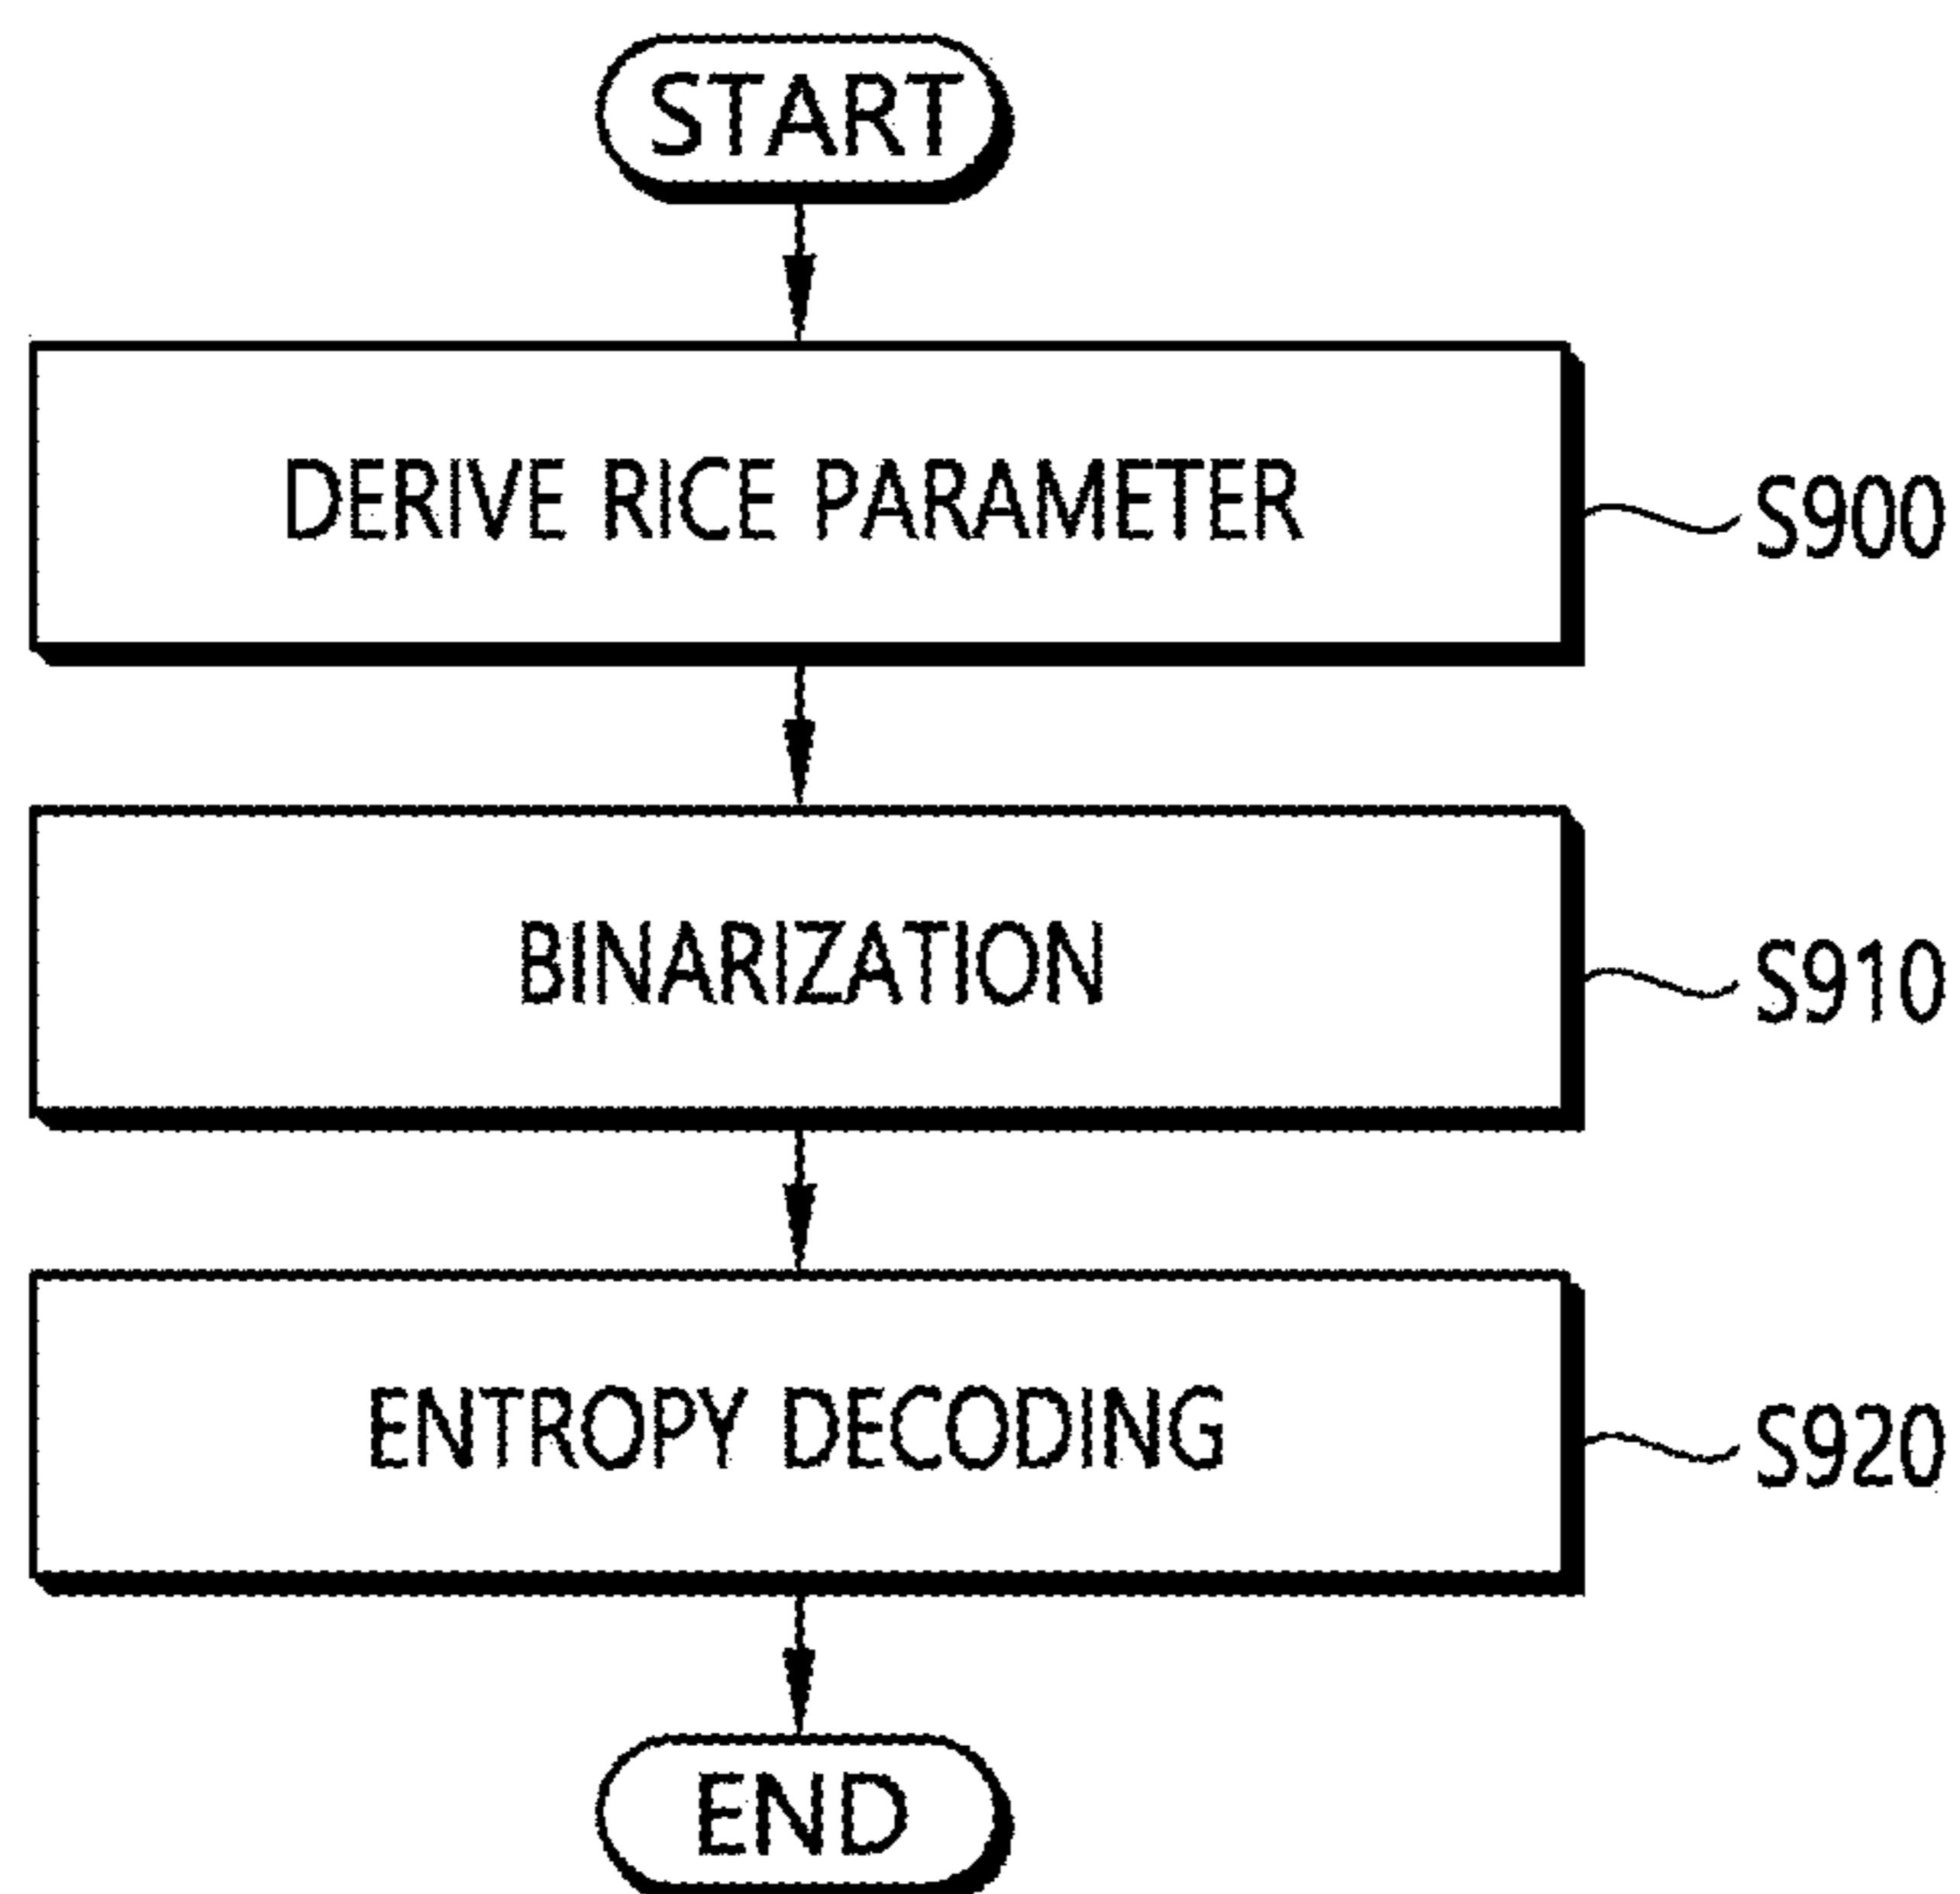 START
DERIVE RICE PARAMETER
S900
BINARIZATION
S910
ENTROPY DECODING
S920
END